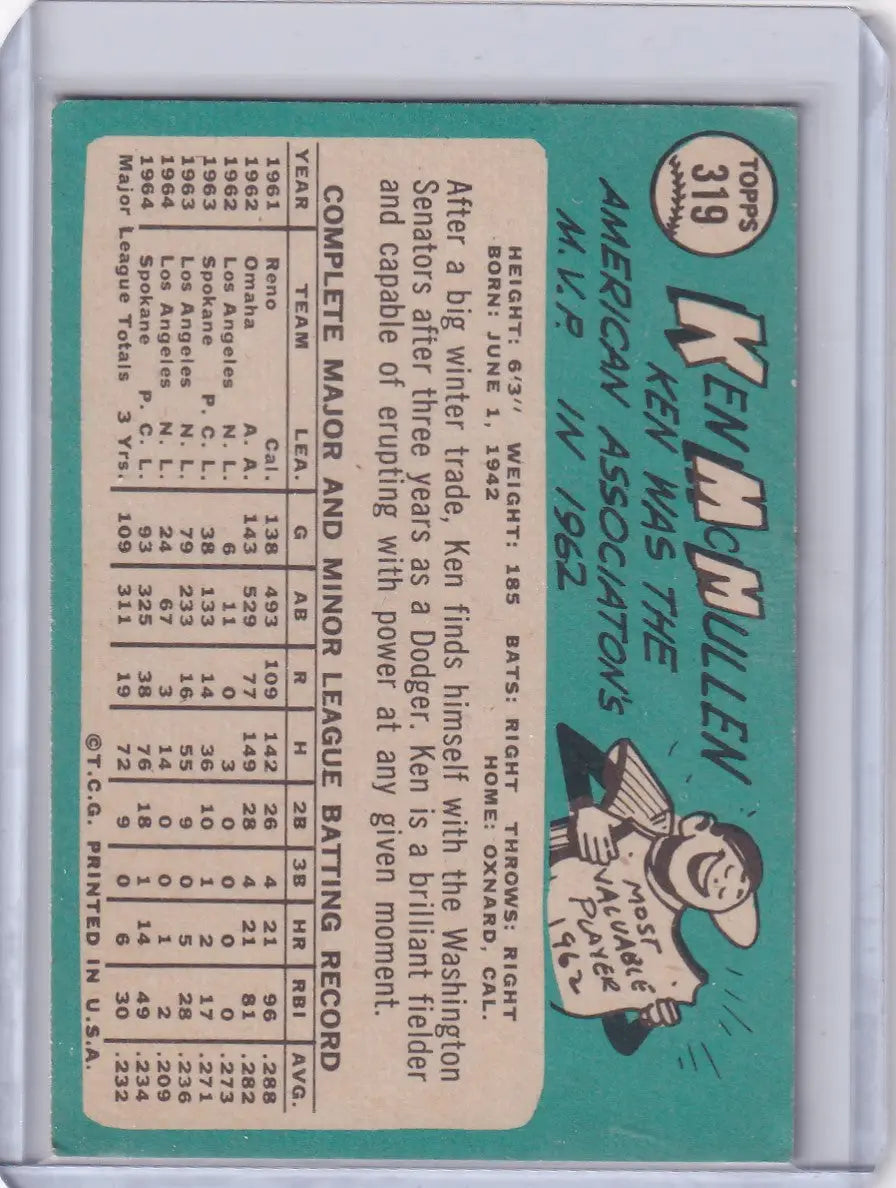 TOPPS
319
KEN McMULLEN
KEN WAS THE
AMERICAN ASSOCIATON'S
M.V.P. IN 1962
MOST
VALUABLE
PLAYER
1962
HEIGHT: 6'3" WEIGHT: 185 BATS: RIGHT THROWS: RIGHT
BORN: JUNE 1, 1942 HOME: OXNARD, CAL.
After a big winter trade, Ken finds himself with the Washington
Senators after three years as a Dodger. Ken is a brilliant fielder
and capable of erupting with power at any given moment.
COMPLETE MAJOR AND MINOR LEAGUE BATTING RECORD
YEAR TEAM LEA. G AB R H 2B 3B HR RBI AVG.
1961 Reno Cal. 138 493 109 142 26 4 21 96 .288
1962 Omaha A. A. 143 529 77 149 28 4 21 81 .282
1962 Los Angeles N. L. 6 11 0 3 0 0 0 0 .273
1963 Spokane P. C. L. 38 133 14 36 10 1 2 17 .271
1963 Los Angeles N. L. 79 233 16 55 9 0 5 28 .236
1964 Los Angeles N. L. 24 67 3 14 0 0 1 2 .209
1964 Spokane P. C. L. 93 325 38 76 18 1 14 49 .234
Major League Totals 3 Yrs. 109 311 19 72 9 0 6 30 .232
©T.C.G. PRINTED IN U.S.A.